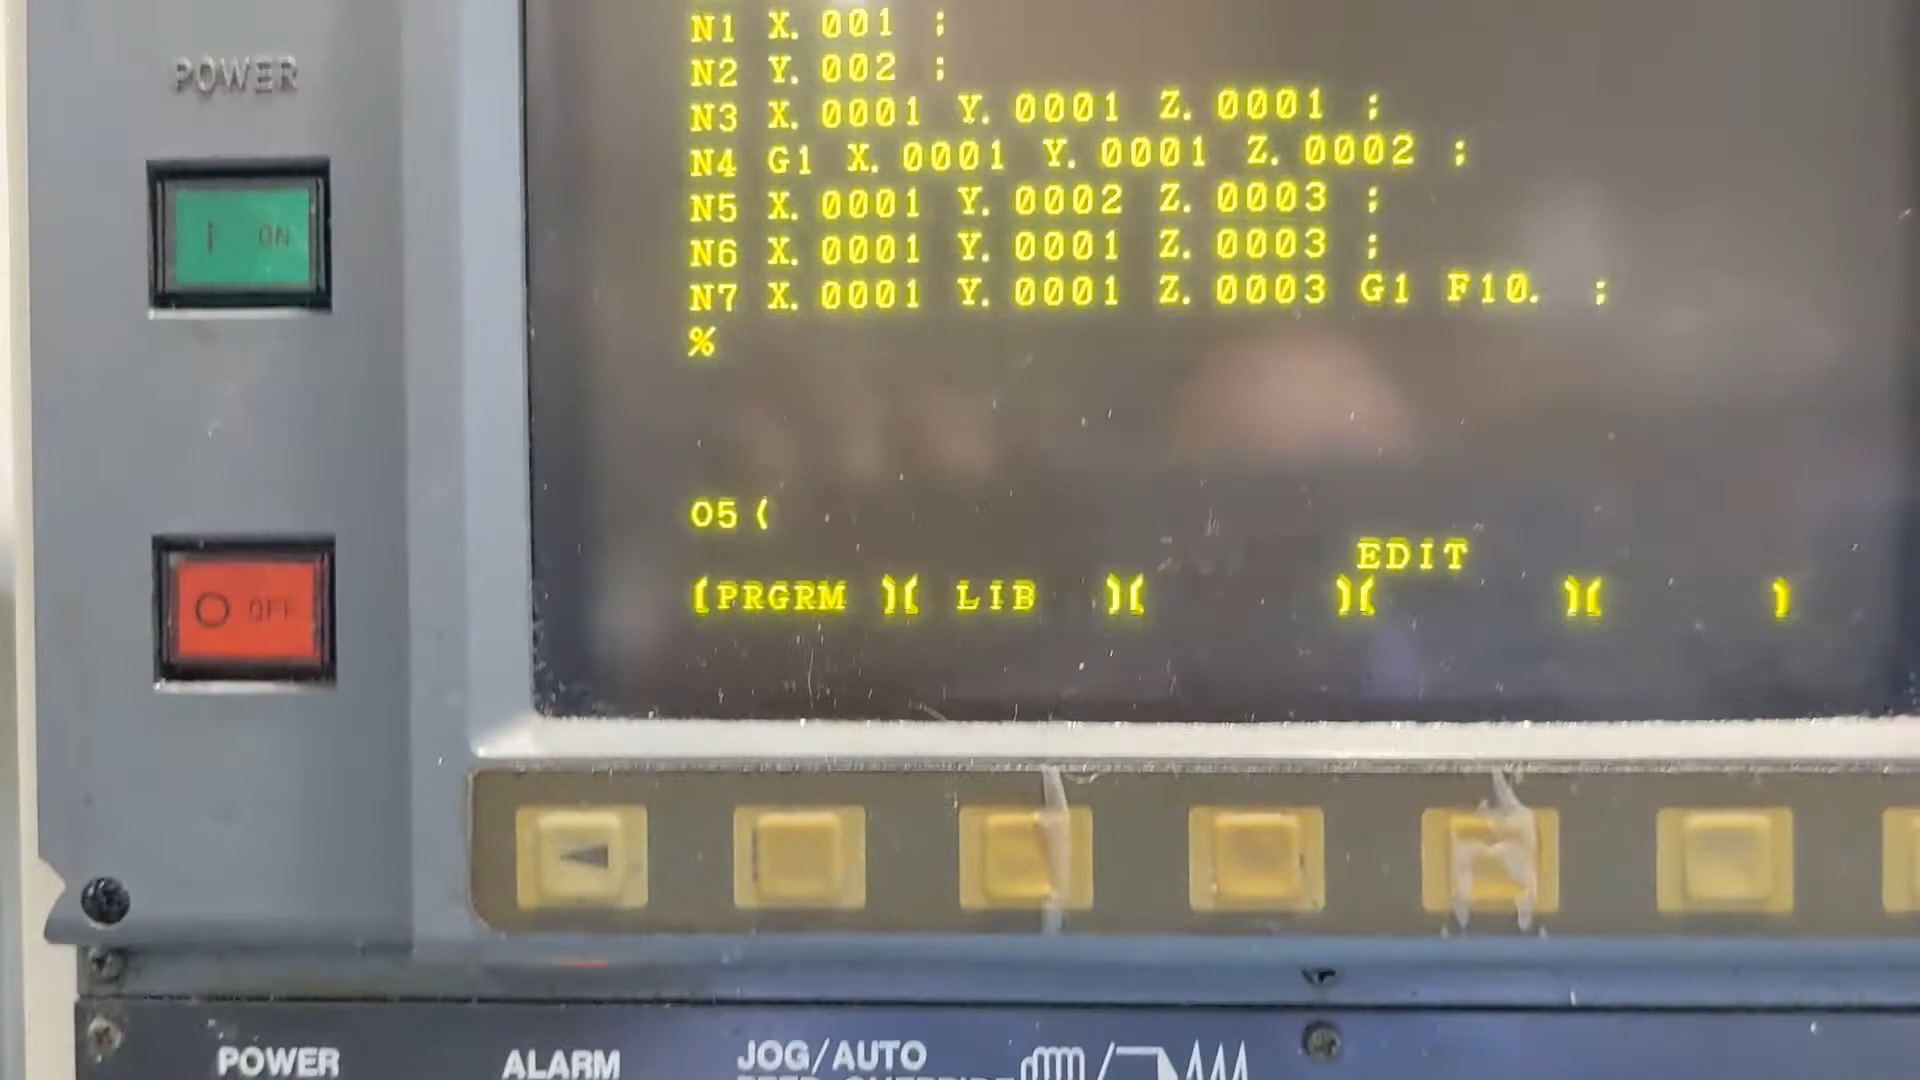 POWER
I ON
O OFF
N1 X.001 ;
N2 Y.002 ;
N3 X.0001 Y.0001 Z.0001 ;
N4 G1 X.0001 Y.0001 Z.0002 ;
N5 X.0001 Y.0002 Z.0003 ;
N6 X.0001 Y.0001 Z.0003 ;
N7 X.0001 Y.0001 Z.0003 G1 F10. ;
%
O5 (
EDIT
[PRGRM ][ LIB ][ ][ ][ ]
POWER
ALARM
JOG/AUTO
FEED OVERRIDE